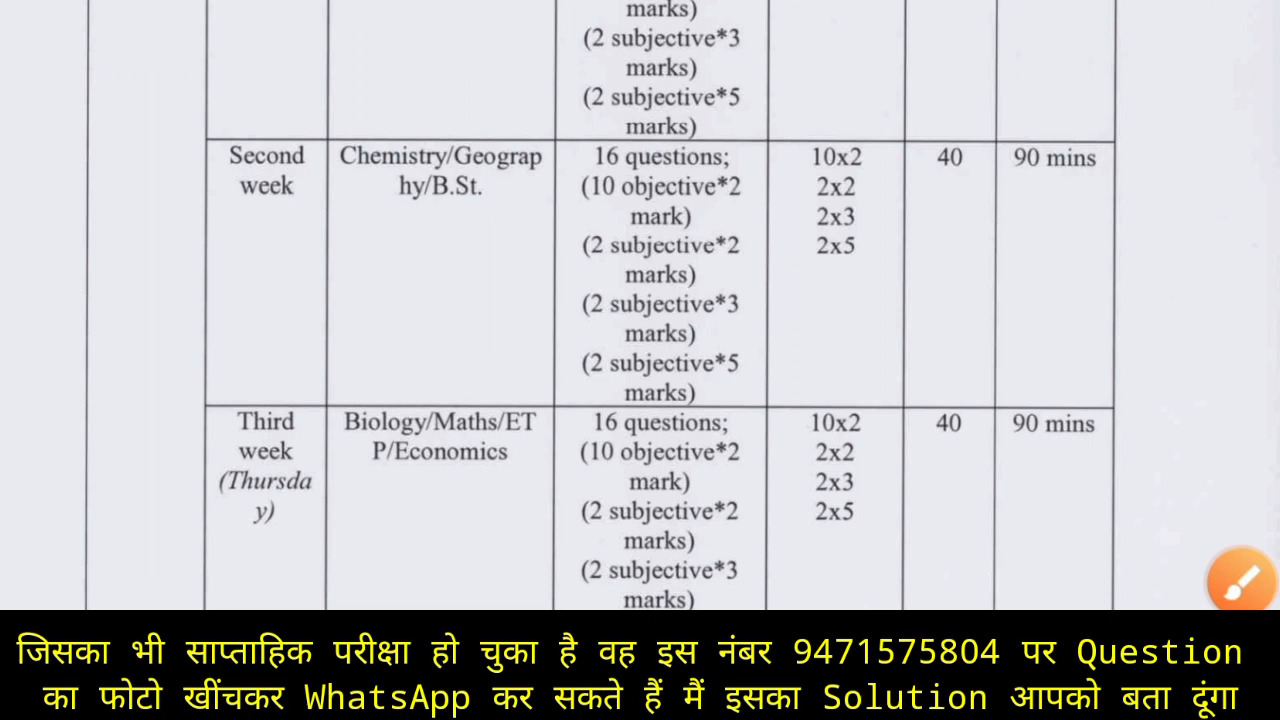 marks)
(2 subjective*3
marks)
(2 subjective*5
marks)
Second
week
Chemistry/Geograp
hy/B.St.
16 questions;
(10 objective*2
mark)
(2 subjective*2
marks)
(2 subjective*3
marks)
(2 subjective*5
marks)
10x2
2x2
2x3
2x5
40
90 mins
Third
week
(Thursda
y)
Biology/Maths/ET
P/Economics
16 questions;
(10 objective*2
mark)
(2 subjective*2
marks)
(2 subjective*3
marks)
10x2
2x2
2x3
2x5
40
90 mins
जिसका भी साप्ताहिक परीक्षा हो चुका है वह इस नंबर 9471575804 पर Question
का फोटो खींचकर WhatsApp कर सकते हैं मैं इसका Solution आपको बता दूंगा